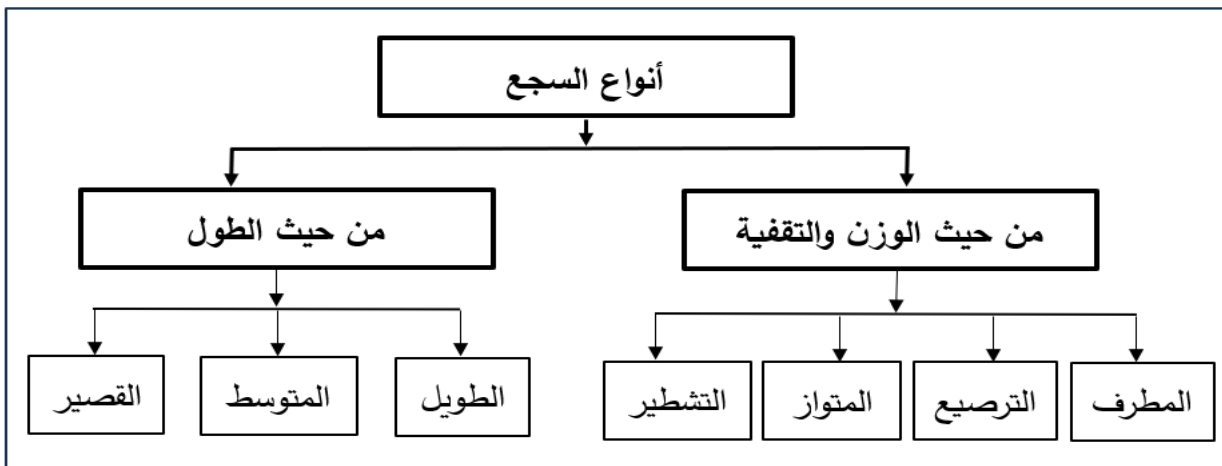 أنواع السجع
من حيث الوزن والتقفية
من حيث الطول
المطرف
الترصيع
المتواز
التشطير
الطويل
المتوسط
القصير